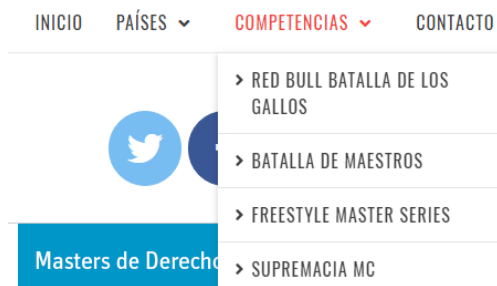 INICIO PAÍSES COMPETENCIAS CONTACTO
RED BULL BATALLA DE LOS
GALLOS
BATALLA DE MAESTROS
FREESTYLE MASTER SERIES
Masters de Derecho
SUPREMACIA MC